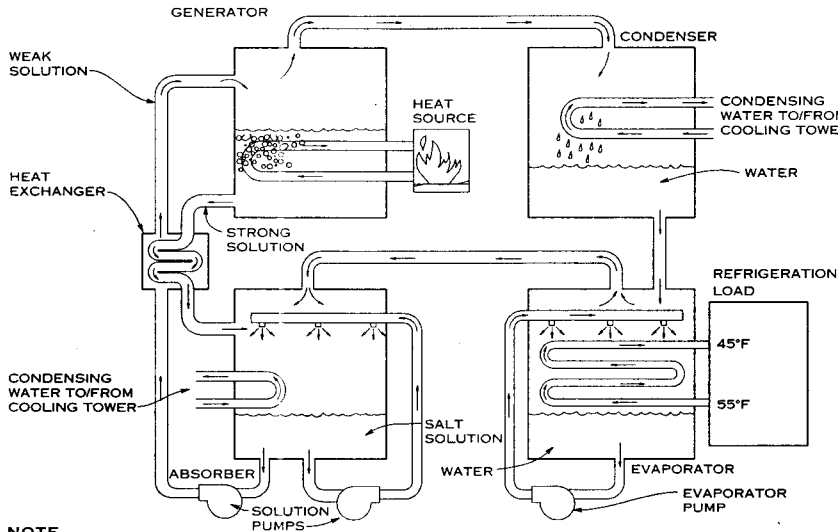 GENERATOR
WEAK
SOLUTION
CONDENSER
HEAT
SOURCE
CONDENSING
WATER TO/FROM
COOLING TOWE
WATER
HEAT
EXCHANGER
STRONG
SOLUTION
REFRIGERATION
LOAD
45°F
55°F
CONDENSING
WATER TO/FROM
COOLING TOWER
SALT
SOLUTION
WATER
ABSORBER
SOLUTION
PUMPS
EVAPORATOR
EVAPORATOR
PUMP
NOTE